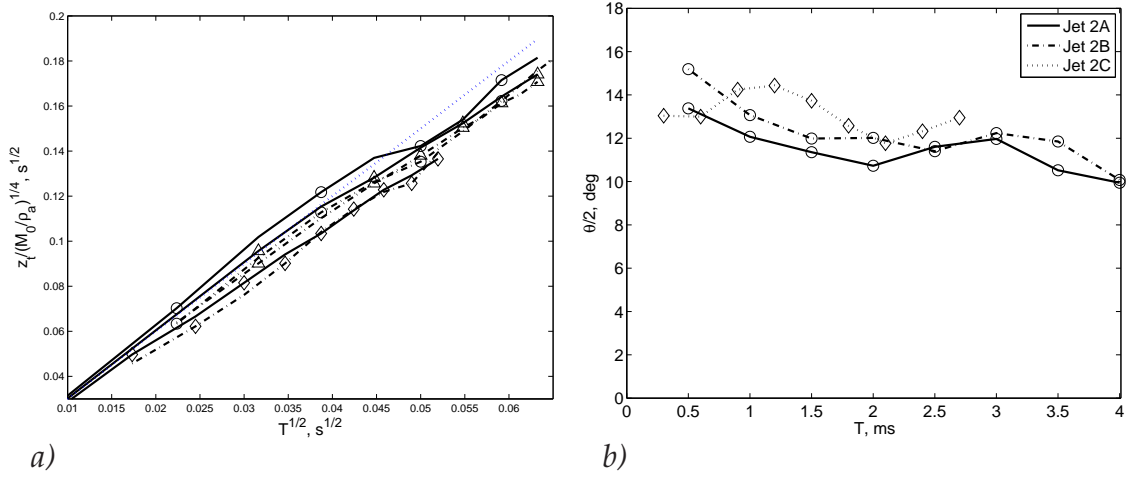 0.2
0.18
0.16
0.14
0.12
0.1
0.08
0.06
0.04
0.01 0.015 0.02 0.025 0.03 0.035 0.04 0.045 0.05 0.055 0.06
z_t/(M_0/ρ_a)^{1/4}, s^{1/2}
T^{1/2}, s^{1/2}
a)
18
16
14
12
10
8
6
4
2
0
0 0.5 1 1.5 2 2.5 3 3.5 4
θ/2, deg
T, ms
Jet 2A
Jet 2B
Jet 2C
b)